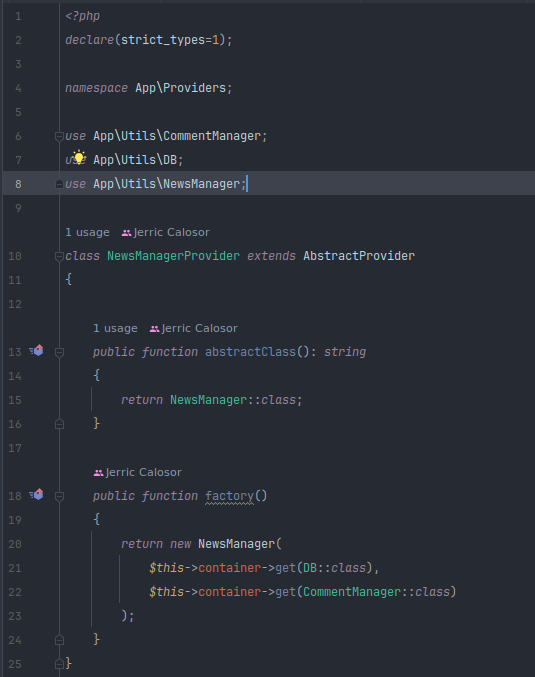 1 <?php
2 declare(strict_types=1);
3
4 namespace App\Providers;
5
6 use App\Utils\CommentManager;
7 use App\Utils\DB;
8 use App\Utils\NewsManager;
9
1 usage Jerric Calosor
10 class NewsManagerProvider extends AbstractProvider
11 {
12
1 usage Jerric Calosor
13 public function abstractClass(): string
14 {
15 return NewsManager::class;
16 }
17
Jerric Calosor
18 public function factory()
19 {
20 return new NewsManager(
21 $this->container->get(DB::class),
22 $this->container->get(CommentManager::class)
23 );
24 }
25 }